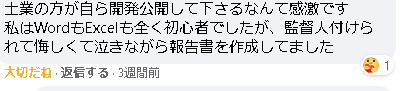 士業の方が自ら開発公開して下さるなんて感激です
私はWordもExcelも全く初心者でしたが、監督人付けら
れて悔しくて泣きながら報告書を作成してました
1
大切だね・返信する・3週間前